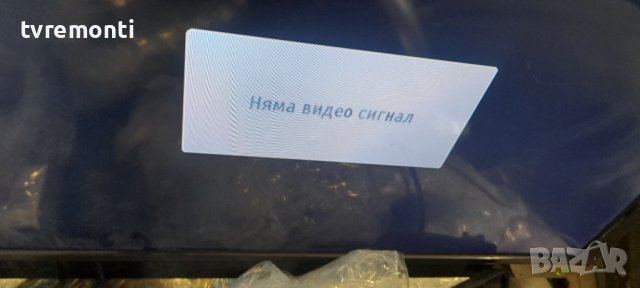 tvremonti
Няма видео сигнал
BAZAR